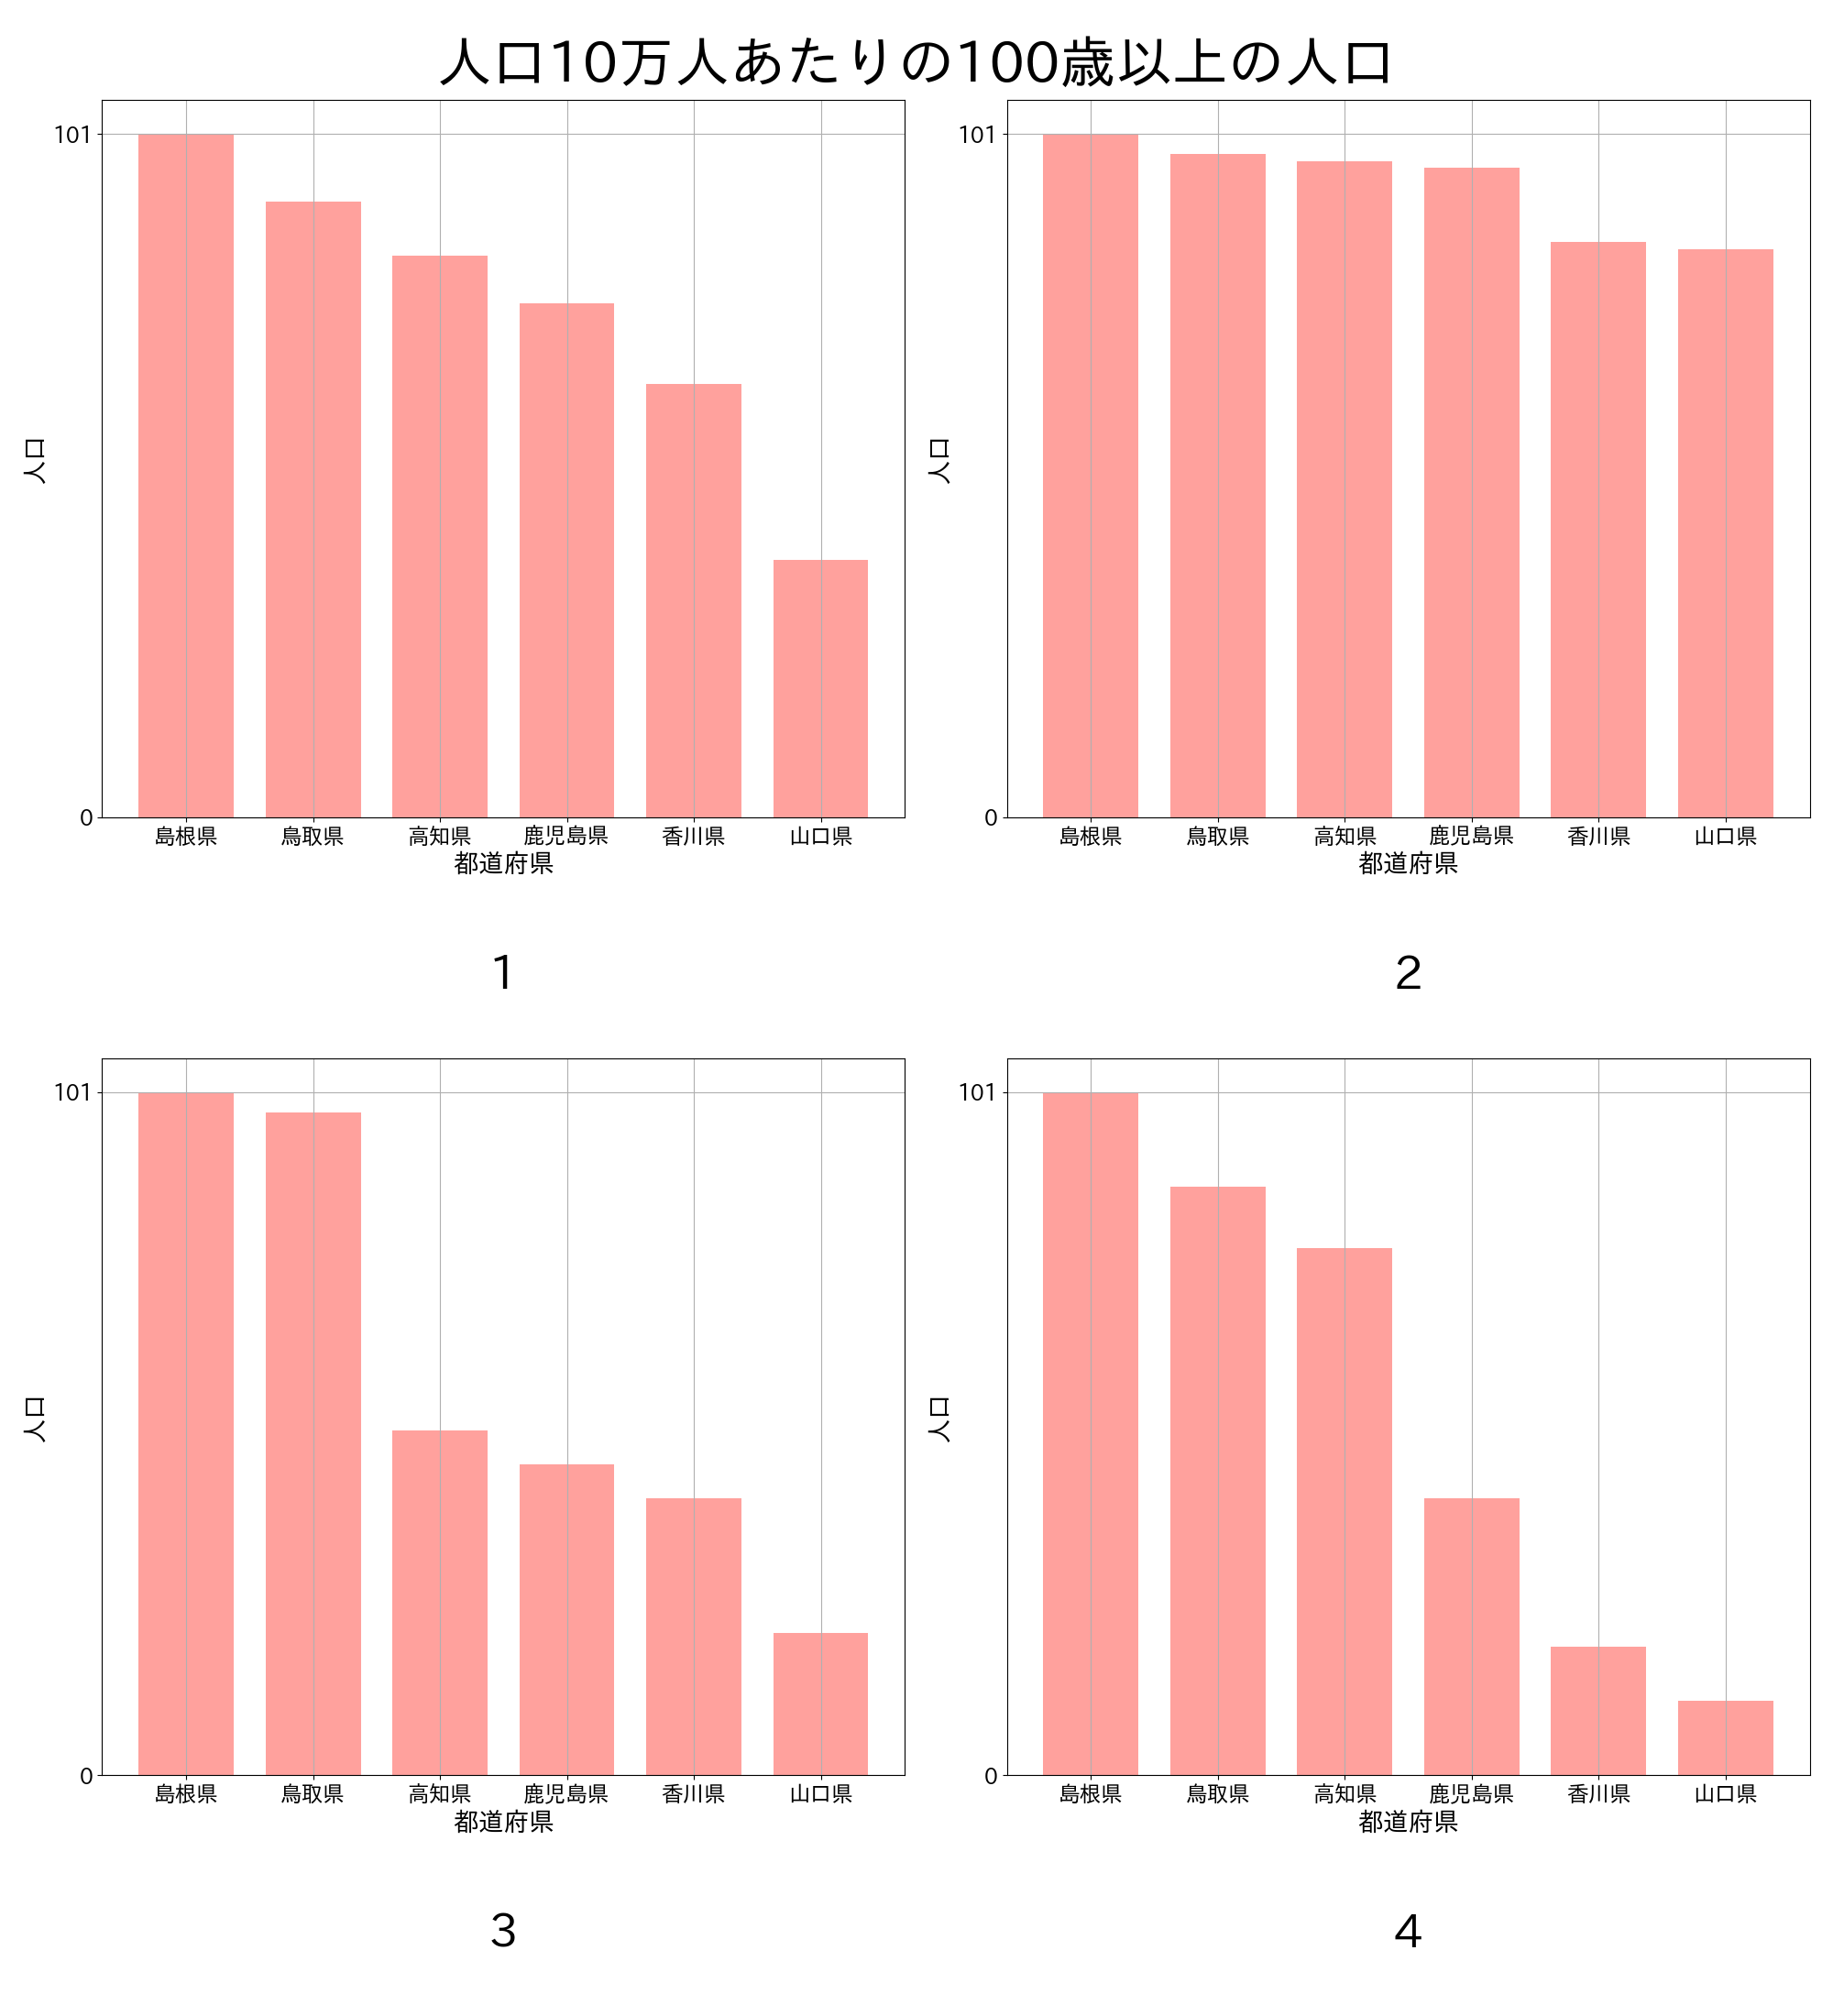 人口10万人あたりの100歳以上の人口
101
0
人口
島根県 鳥取県 高知県 鹿児島県 香川県 山口県
都道府県
1
101
0
人口
島根県 鳥取県 高知県 鹿児島県 香川県 山口県
都道府県
2
101
0
人口
島根県 鳥取県 高知県 鹿児島県 香川県 山口県
都道府県
3
101
0
人口
島根県 鳥取県 高知県 鹿児島県 香川県 山口県
都道府県
4